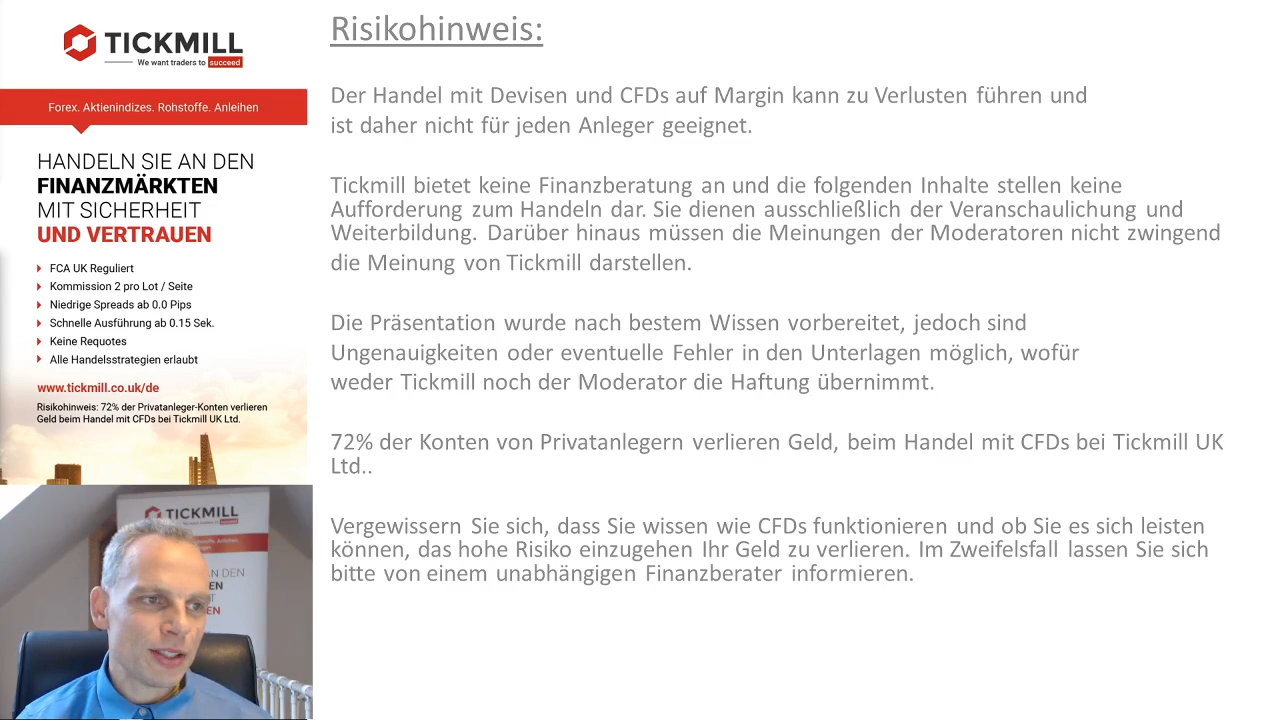 TICKMILL
We want traders to succeed
Forex. Aktienindizes. Rohstoffe. Anleihen
HANDELN SIE AN DEN
FINANZMÄRKTEN
MIT SICHERHEIT
UND VERTRAUEN
FCA UK Reguliert
Kommission 2 pro Lot / Seite
Niedrige Spreads ab 0.0 Pips
Schnelle Ausführung ab 0.15 Sek.
Keine Requotes
Alle Handelsstrategien erlaubt
www.tickmill.co.uk/de
Risikohinweis: 72% der Privatanleger-Konten verlieren
Geld beim Handel mit CFDs bei Tickmill UK Ltd.
Risikohinweis:
Der Handel mit Devisen und CFDs auf Margin kann zu Verlusten führen und
ist daher nicht für jeden Anleger geeignet.
Tickmill bietet keine Finanzberatung an und die folgenden Inhalte stellen keine
Aufforderung zum Handeln dar. Sie dienen ausschließlich der Veranschaulichung und
Weiterbildung. Darüber hinaus müssen die Meinungen der Moderatoren nicht zwingend
die Meinung von Tickmill darstellen.
Die Präsentation wurde nach bestem Wissen vorbereitet, jedoch sind
Ungenauigkeiten oder eventuelle Fehler in den Unterlagen möglich, wofür
weder Tickmill noch der Moderator die Haftung übernimmt.
72% der Konten von Privatanlegern verlieren Geld, beim Handel mit CFDs bei Tickmill UK
Ltd..
Vergewissern Sie sich, dass Sie wissen wie CFDs funktionieren und ob Sie es sich leisten
können, das hohe Risiko einzugehen Ihr Geld zu verlieren. Im Zweifelsfall lassen Sie sich
bitte von einem unabhängigen Finanzberater informieren.
TICKMILL
N DEN
EN
T
EN